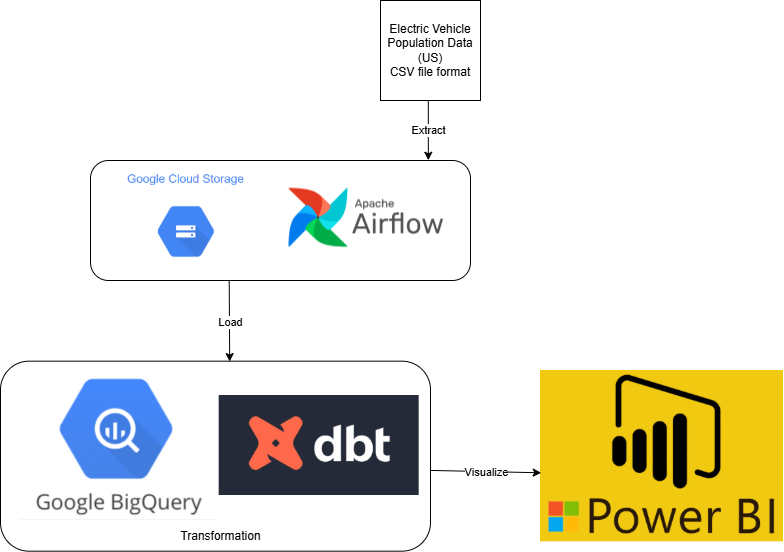 Electric Vehicle
Population Data
(US)
CSV file format
Extract
Google Cloud Storage
Apache
Airflow
Load
dbt
Google BigQuery
Transformation
Visualize
Power BI